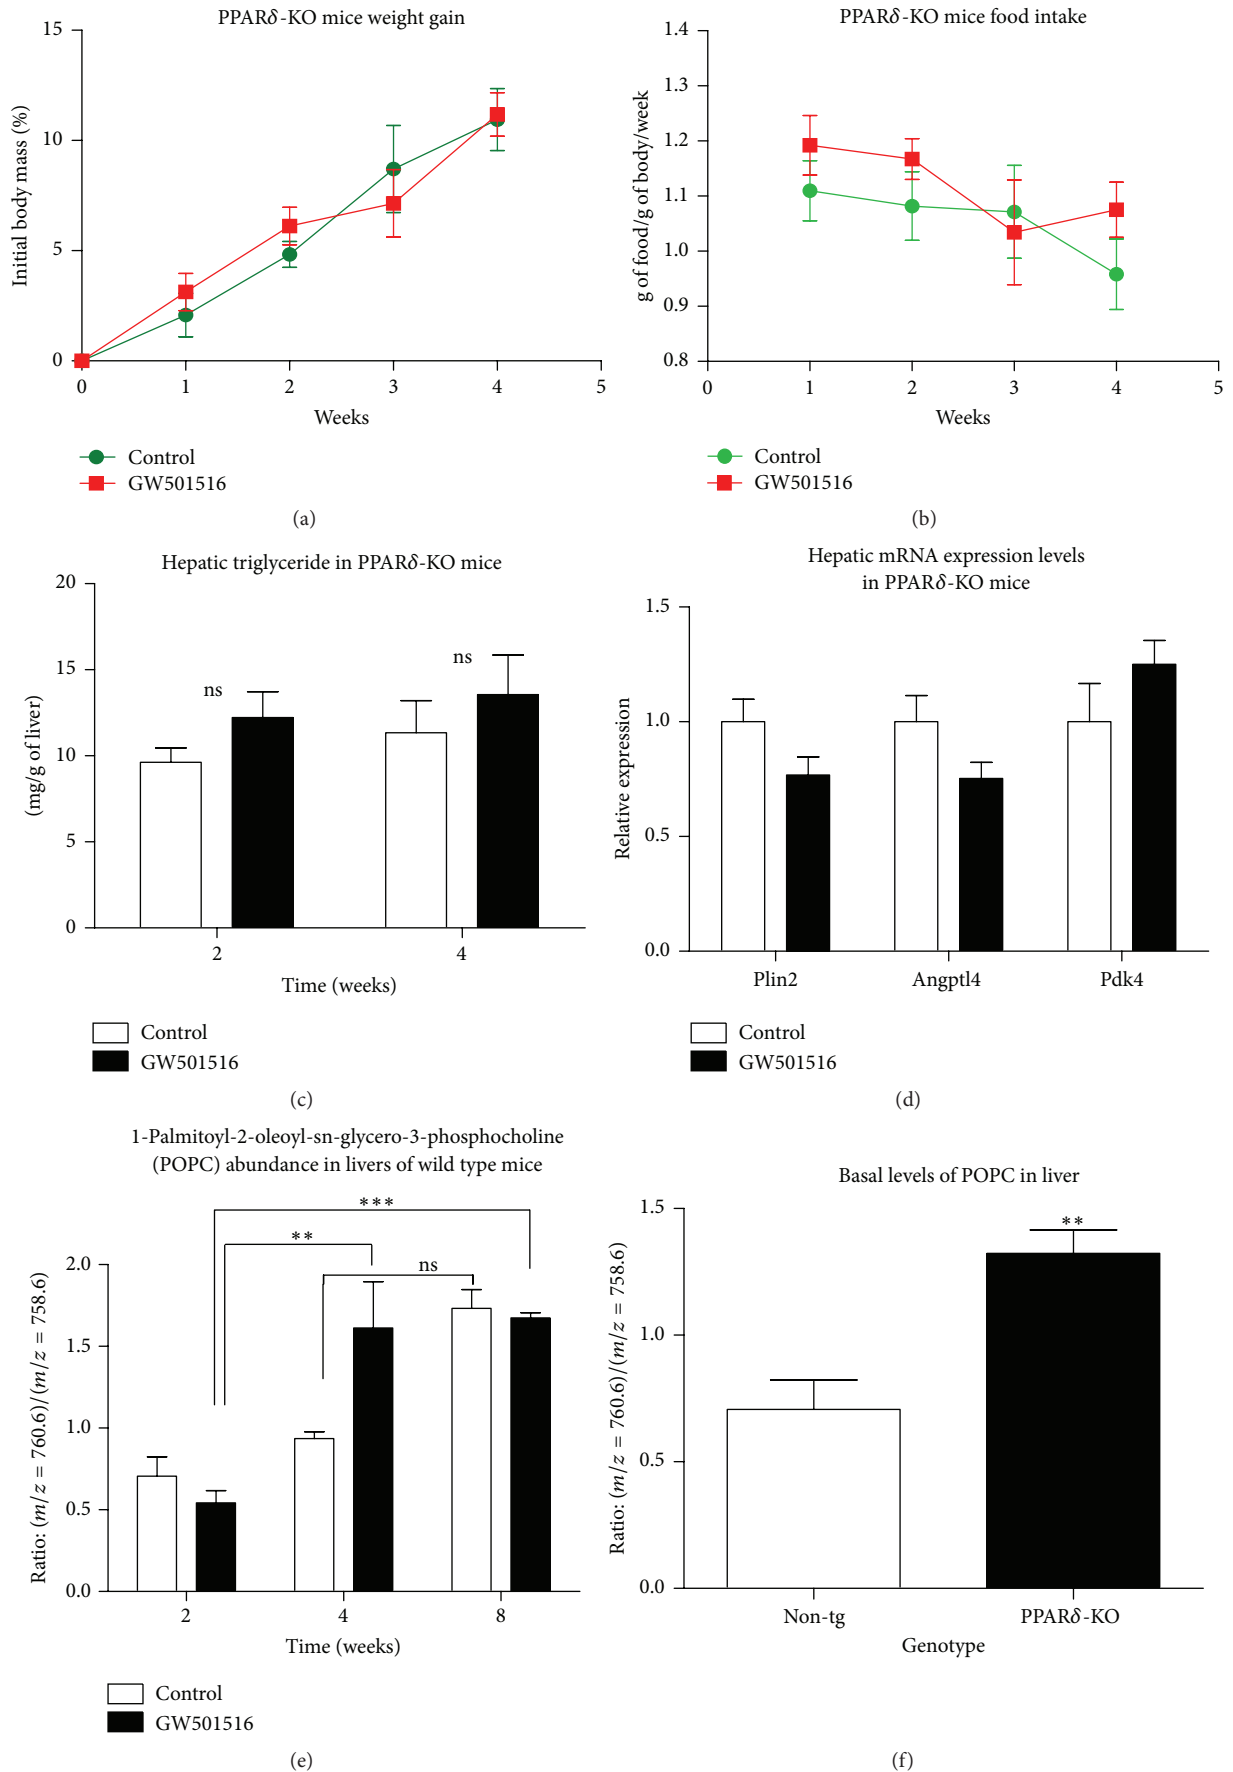 PPARδ-KO mice weight gain
15
10
5
0
Initial body mass (%)
0 1 2 3 4 5
Weeks
Control
GW501516
(a)
PPARδ-KO mice food intake
1.4
1.3
1.2
1.1
1.0
0.9
0.8
g of food/g of body/week
0 1 2 3 4 5
Weeks
Control
GW501516
(b)
Hepatic triglyceride in PPARδ-KO mice
20
15
10
5
0
(mg/g of liver)
ns
ns
2 4
Time (weeks)
Control
GW501516
(c)
Hepatic mRNA expression levels
in PPARδ-KO mice
1.5
1.0
0.5
0.0
Relative expression
Plin2 Angptl4 Pdk4
Control
GW501516
(d)
1-Palmitoyl-2-oleoyl-sn-glycero-3-phosphocholine
(POPC) abundance in livers of wild type mice
***
**
ns
2.0
1.5
1.0
0.5
0.0
Ratio: (m/z = 760.6)/(m/z = 758.6)
2 4 8
Time (weeks)
Control
GW501516
(e)
Basal levels of POPC in liver
1.5
1.0
0.5
0.0
**
Ratio: (m/z = 760.6)/(m/z = 758.6)
Non-tg PPARδ-KO
Genotype
(f)